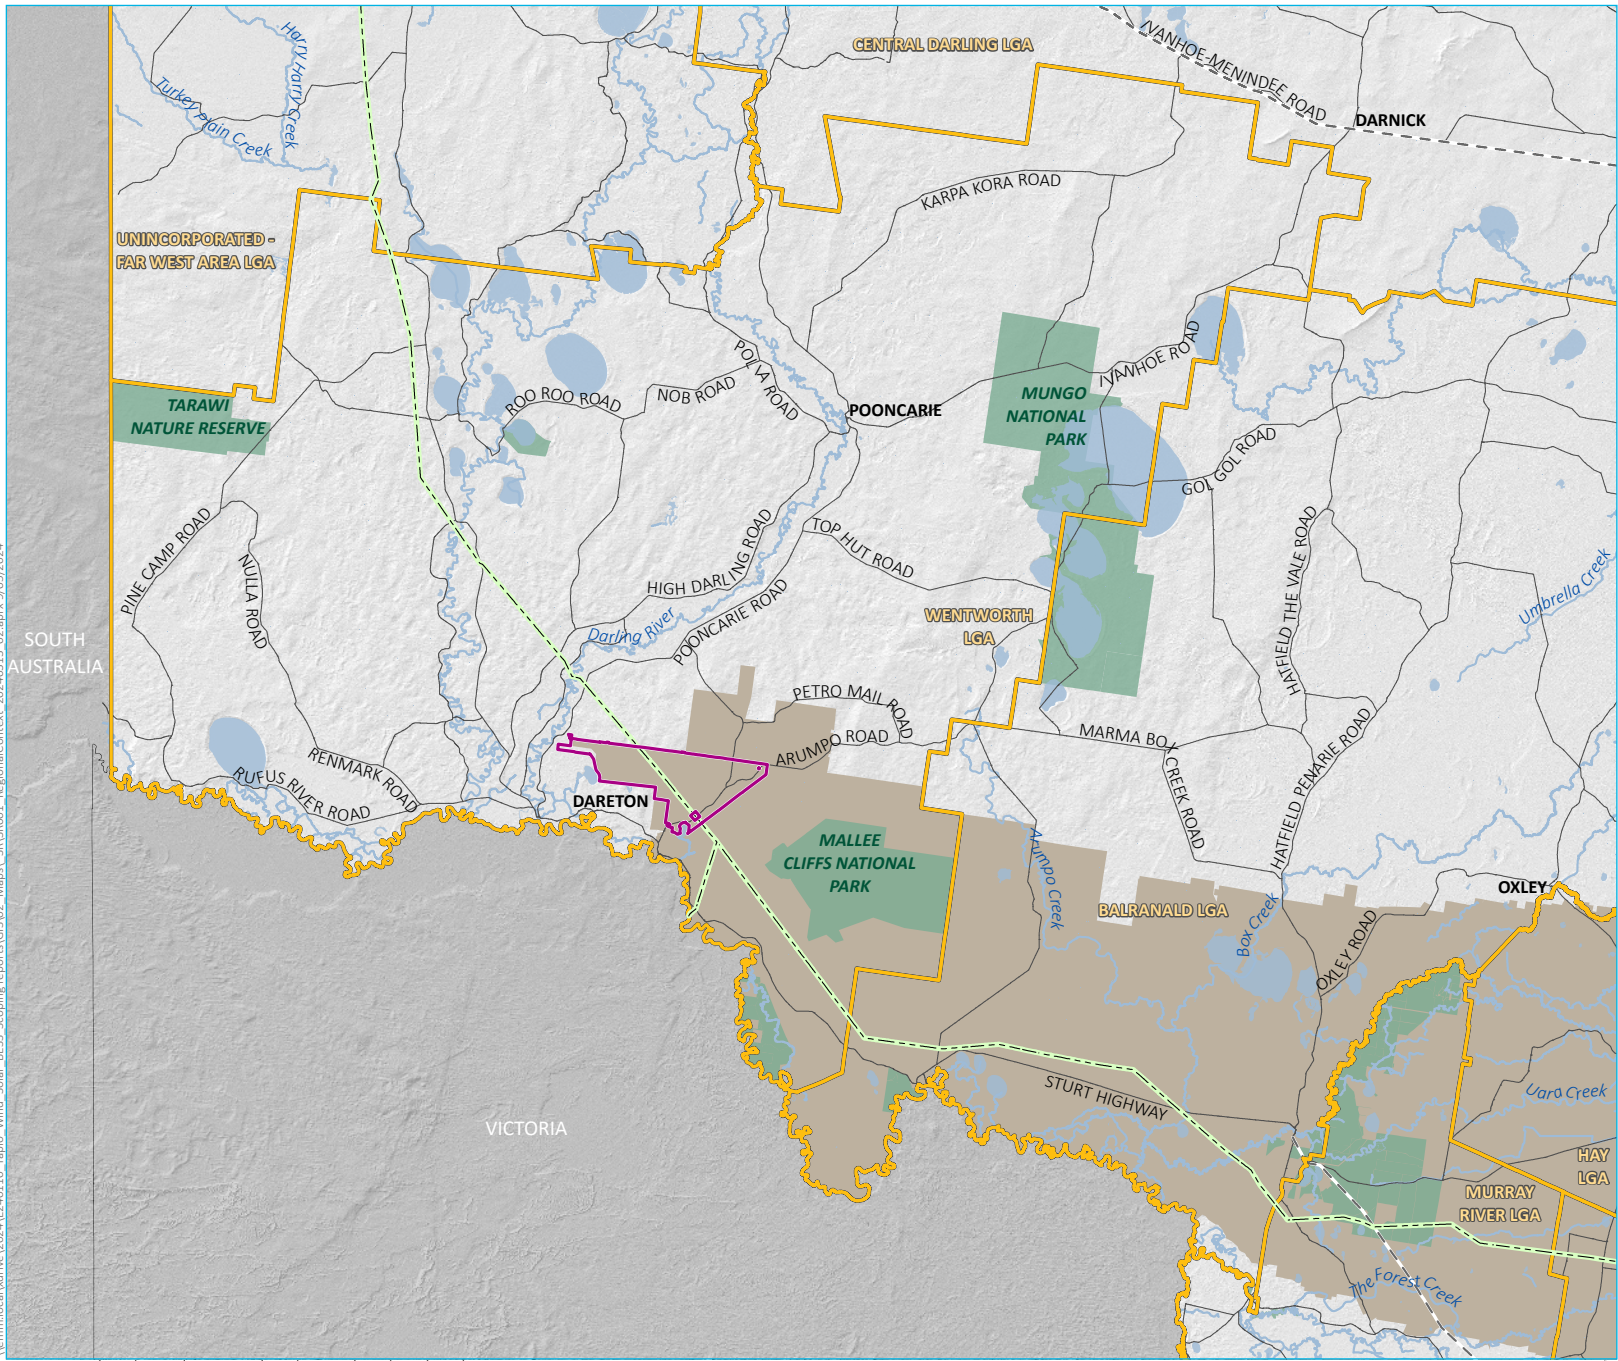 CENTRAL DARLING LGA
IVANHOE-MENINDEE ROAD
DARNICK
Harry Harry Creek
Turkey Plain Creek
KARPA KORA ROAD
UNINCORPORATED -
FAR WEST AREA LGA
POLIA ROAD
IVANHOE ROAD
ROO ROO ROAD
NOB ROAD
POONCARIE
MUNGO
NATIONAL
PARK
TARAWI
NATURE RESERVE
GOL GOL ROAD
PINE CAMP ROAD
NULLA ROAD
HIGH DARLING ROAD
TOP HUT ROAD
HATFIELD THE VALE ROAD
Umbrella Creek
Darling River
POONCARIE ROAD
WENTWORTH
LGA
SOUTH
AUSTRALIA
PETRO MAIL ROAD
ARUMPO ROAD
MARMA BOX CREEK ROAD
HATFIELD PENARIE ROAD
RENMARK ROAD
RUFUS RIVER ROAD
DARETON
MALLEE
CLIFFS NATIONAL
PARK
Arumpo Creek
BALRANALD LGA
Box Creek
OXLEY
OXLEY ROAD
VICTORIA
STURT HIGHWAY
Uara Creek
HAY
LGA
MURRAY
RIVER LGA
The Forest Creek